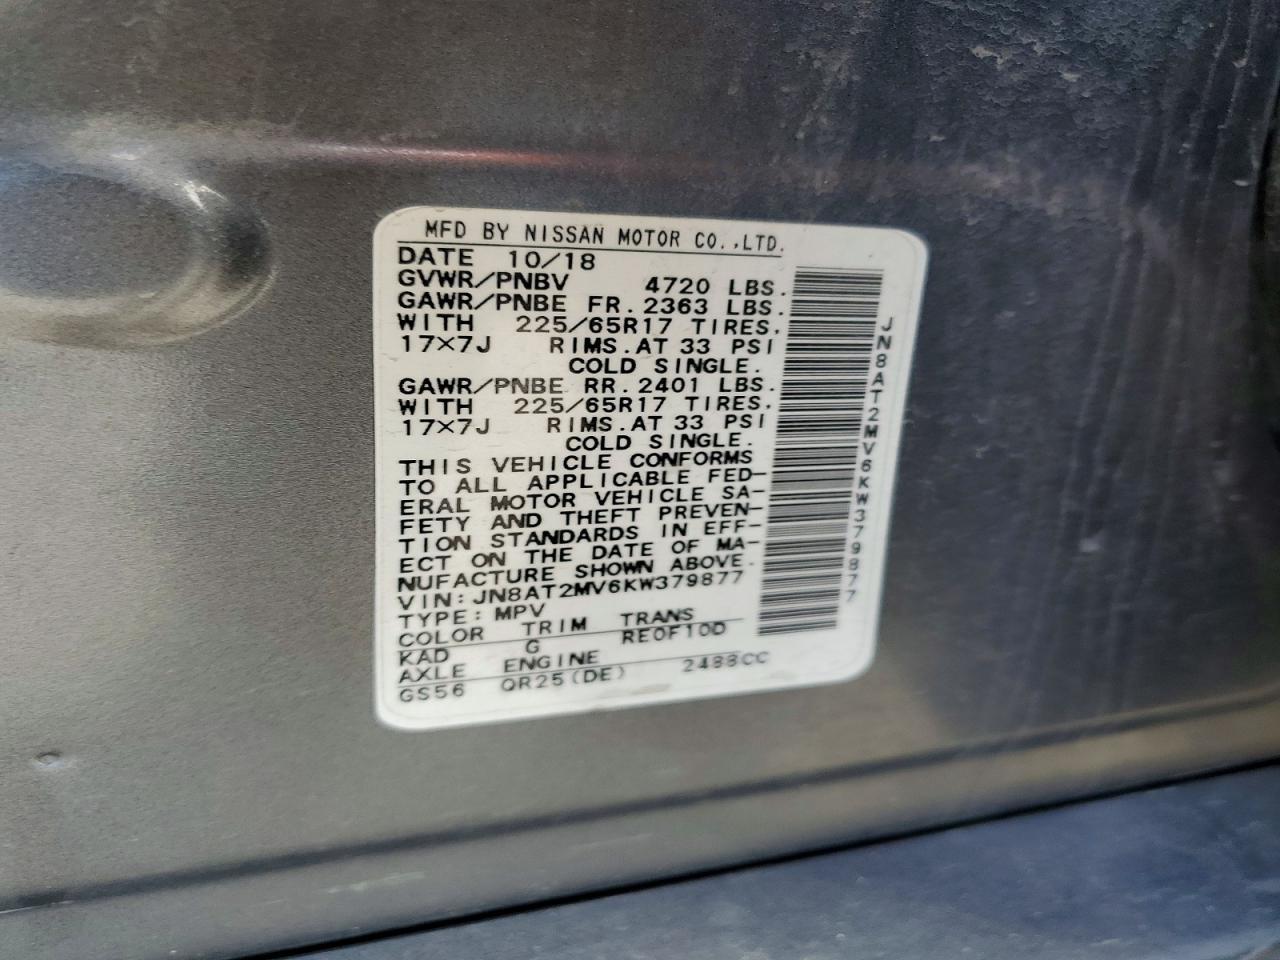 MFD BY NISSAN MOTOR CO.,LTD.
DATE 10/18
GVWR/PNBV 4720 LBS.
GAWR/PNBE FR. 2363 LBS.
WITH 225/65R17 TIRES.
17×7J RIMS. AT 33 PSI
COLD SINGLE.
GAWR/PNBE RR. 2401 LBS.
WITH 225/65R17 TIRES.
17×7J RIMS. AT 33 PSI
COLD SINGLE.
THIS VEHICLE CONFORMS
TO ALL APPLICABLE FED-
ERAL MOTOR VEHICLE SA-
FETY AND THEFT PREVEN-
TION STANDARDS IN EFF-
ECT ON THE DATE OF MA-
NUFACTURE SHOWN ABOVE.
VIN: JN8AT2MV6KW379877
TYPE: MPV
COLOR TRIM TRANS
KAD G RE0F10D
AXLE ENGINE
GS56 QR25(DE) 2488CC
JN8AT2MV6KW379877